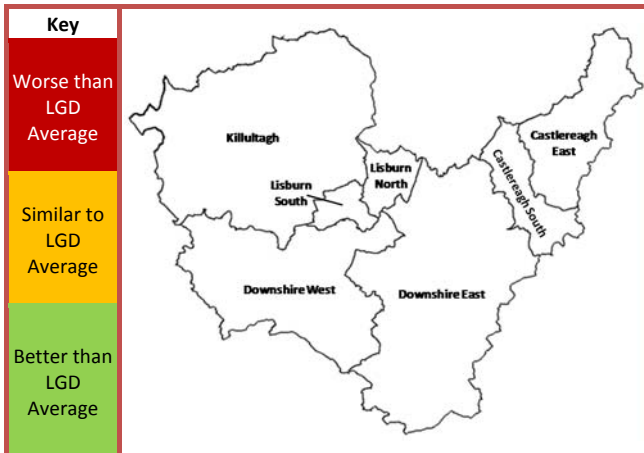 Key
Worse than
LGD
Average
Similar to
LGD
Average
Better than
LGD
Average
Killultagh
Lisburn
North
Lisburn
South
Castlereagh
East
Castlereagh South
Downshire West
Downshire East